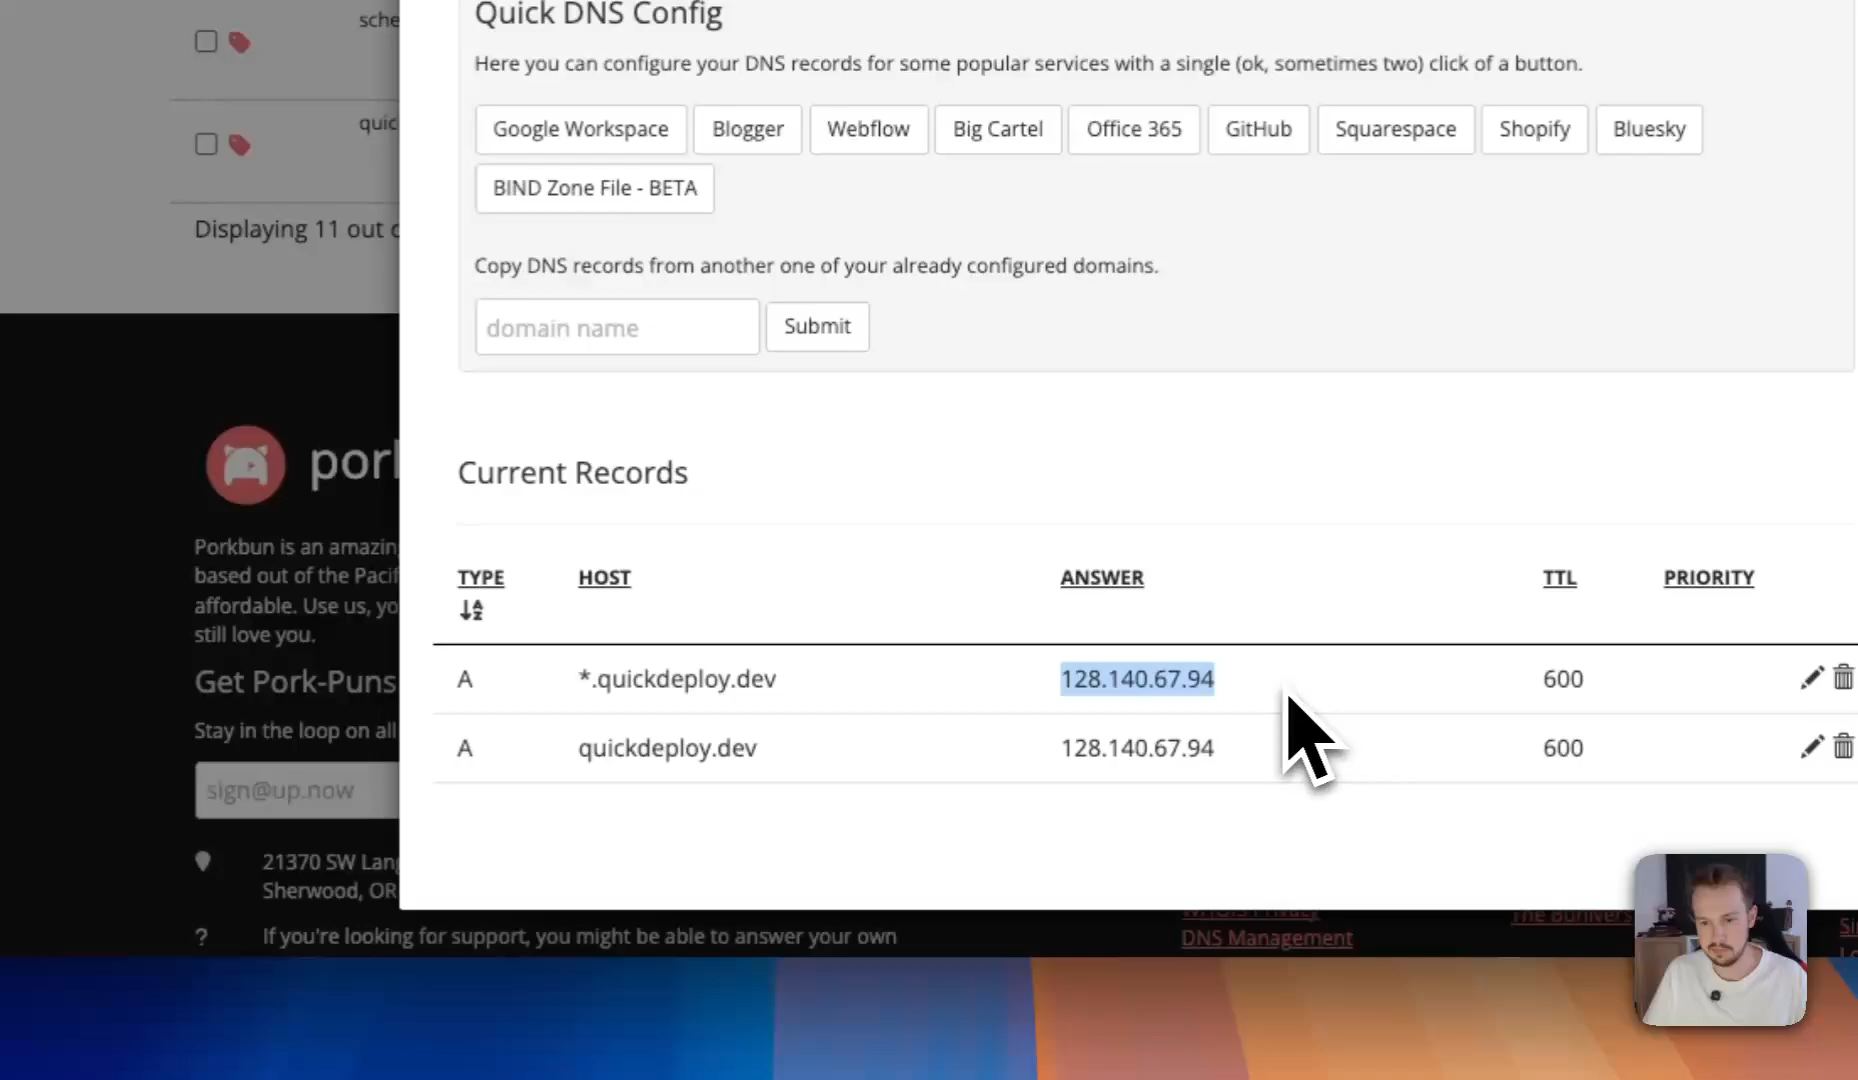 sche
quic
Displaying 11 out
Quick DNS Config
Here you can configure your DNS records for some popular services with a single (ok, sometimes two) click of a button.
Google Workspace
Blogger
Webflow
Big Cartel
Office 365
GitHub
Squarespace
Shopify
Bluesky
BIND Zone File - BETA
Copy DNS records from another one of your already configured domains.
domain name
Submit
Current Records
TYPE HOST ANSWER TTL PRIORITY
A *.quickdeploy.dev 128.140.67.94 600
A quickdeploy.dev 128.140.67.94 600
pork
Porkbun is an amazin
based out of the Pacif
affordable. Use us, yo
still love you.
Get Pork-Puns
Stay in the loop on all
sign@up.now
21370 SW Lang
Sherwood, OR
? If you're looking for support, you might be able to answer your own
WHOIS Privacy
DNS Management
The Bunivers